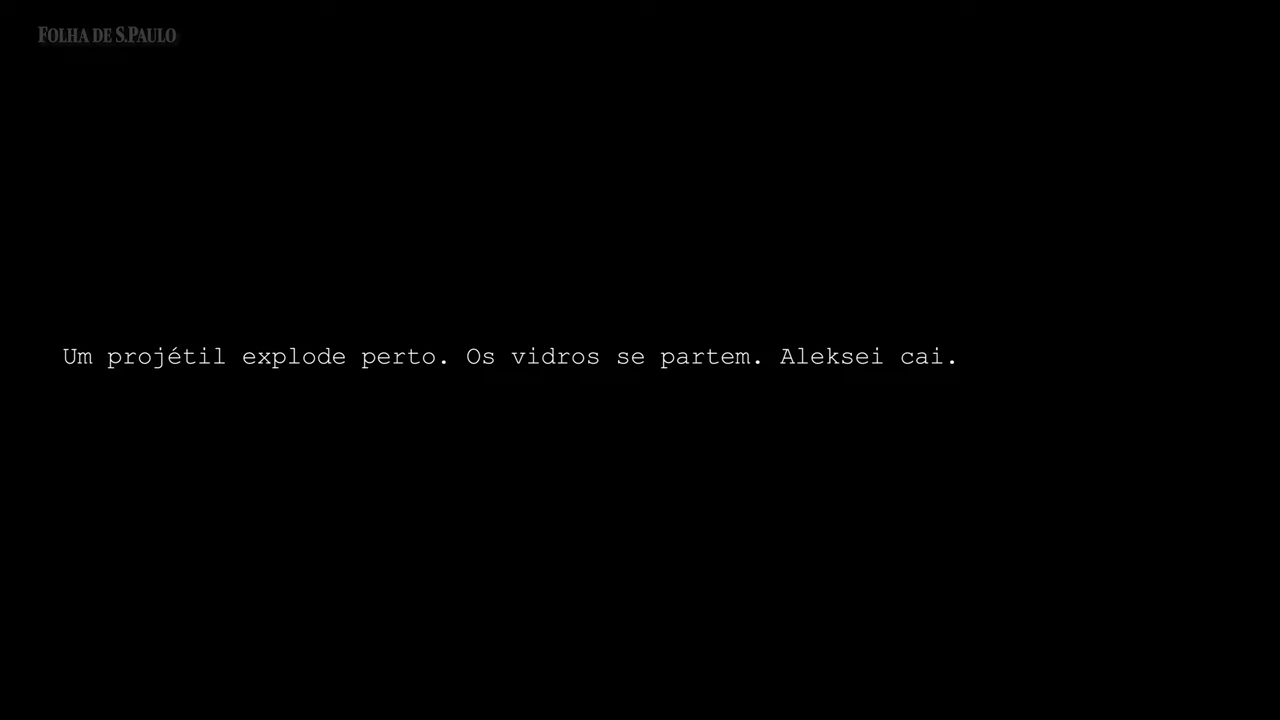 FOLHA DE S.PAULO
Um projétil explode perto. Os vidros se partem. Aleksei cai.